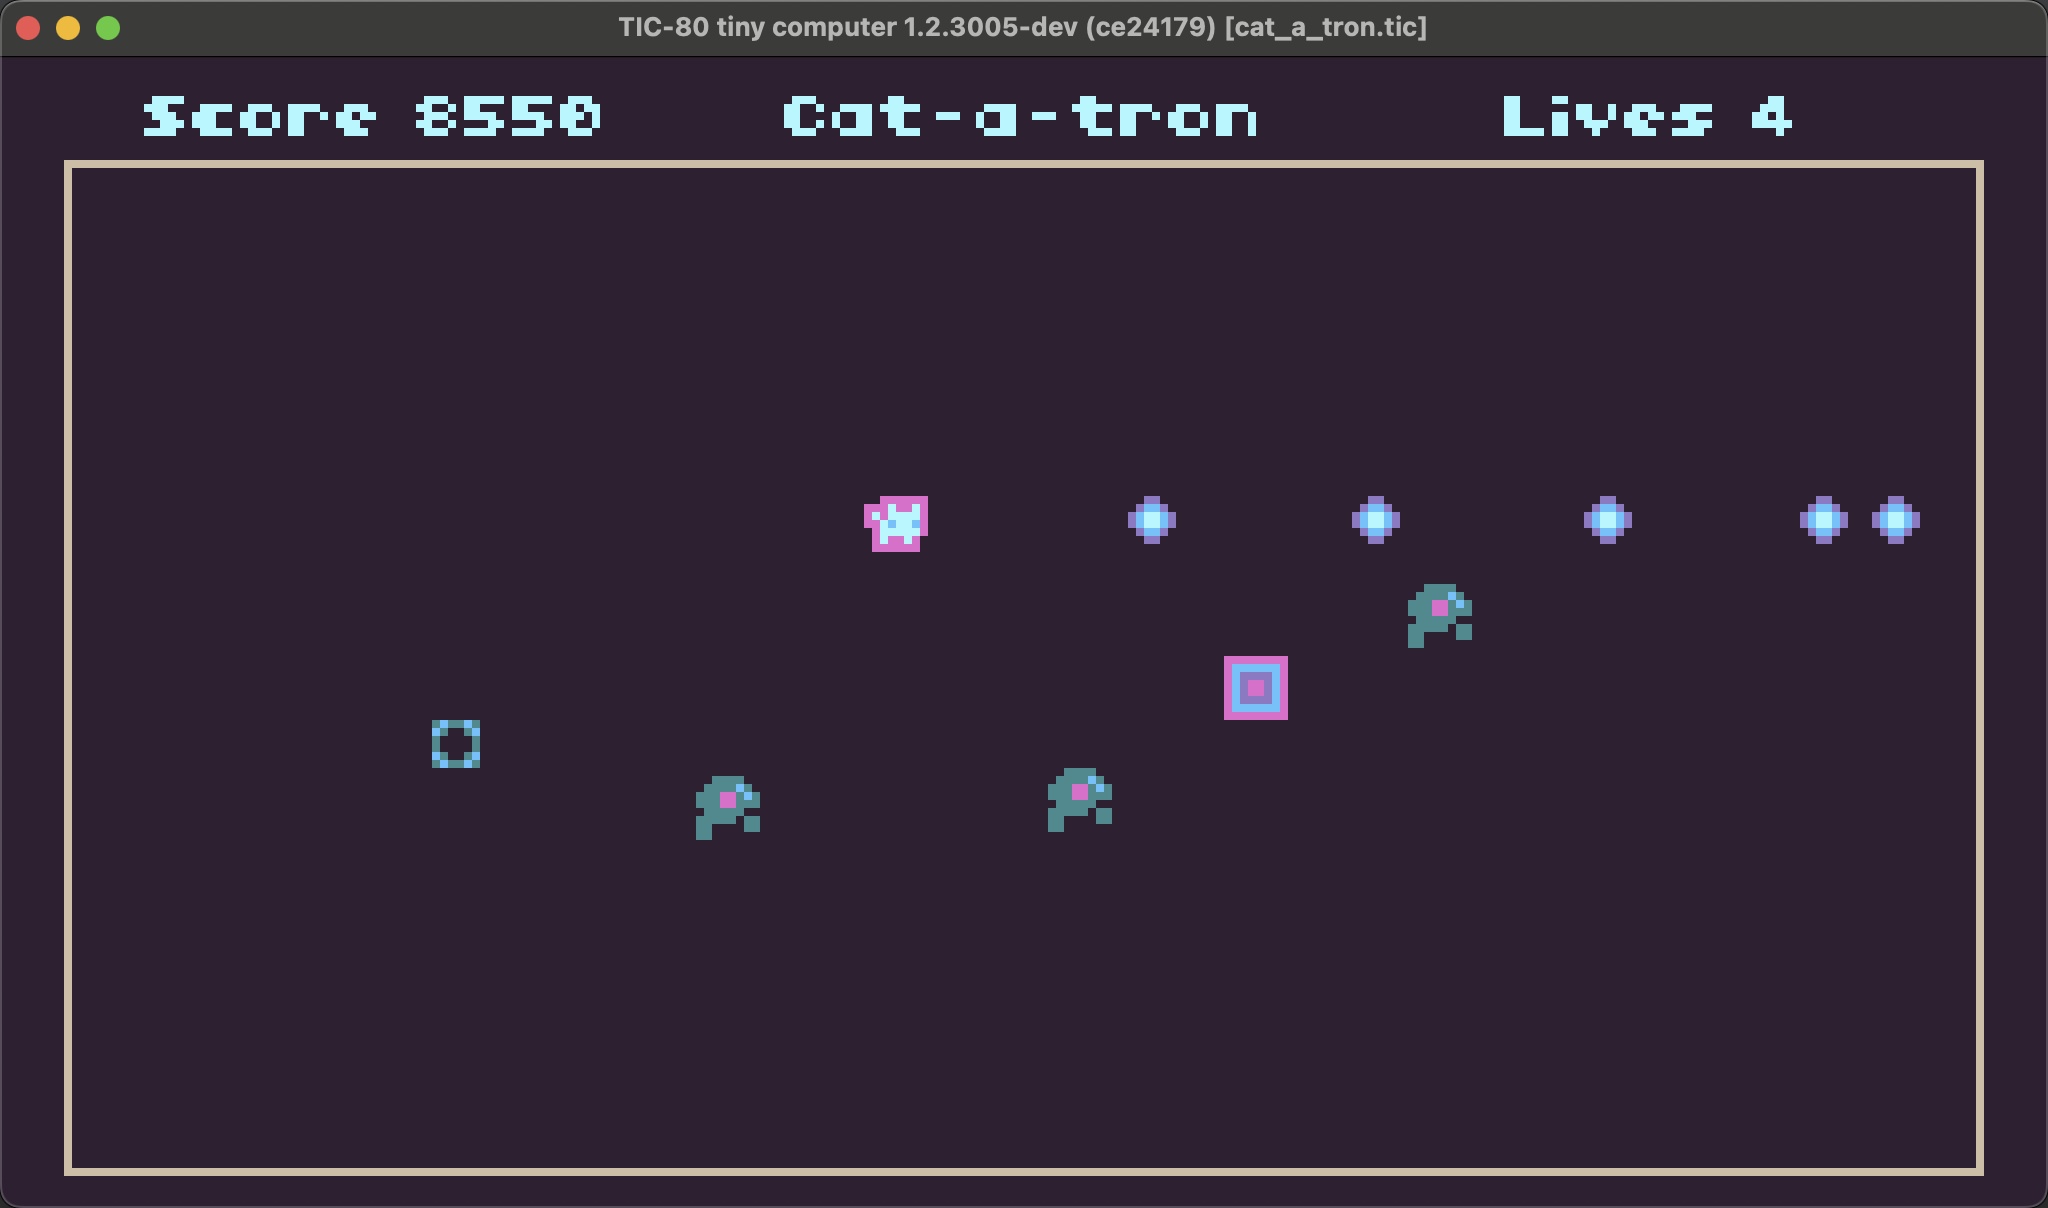 TIC-80 tiny computer 1.2.3005-dev (ce24179) [cat_a_tron.tic]
Score 8550 Cat-a-tron Lives 4